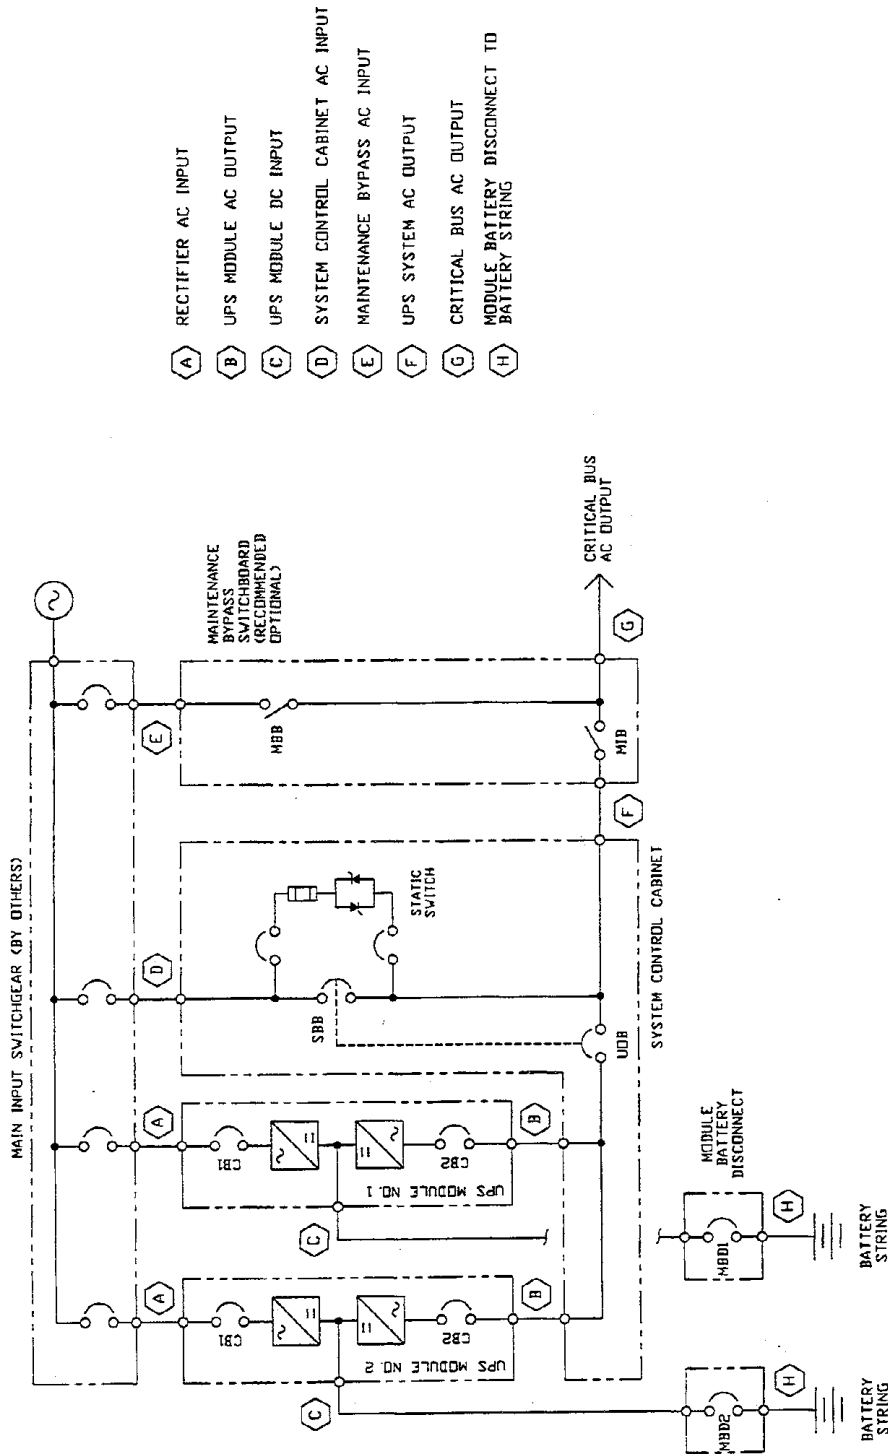 MAIN INPUT SWITCHGEAR (BY OTHERS)
A
A
D
E
CB1
CB2
UPS MODULE NO. 2
C
B
CB1
CB2
UPS MODULE NO. 1
C
B
SBB
STATIC
SWITCH
UOB
SYSTEM CONTROL CABINET
MAINTENANCE
BYPASS
SWITCHBOARD
(RECOMMENDED
OPTIONAL)
MBB
MIB
F
G
CRITICAL BUS
AC OUTPUT
MODULE
BATTERY
DISCONNECT
MBD2
H
BATTERY
STRING
MBD1
H
BATTERY
STRING
A RECTIFIER AC INPUT
B UPS MODULE AC OUTPUT
C UPS MODULE DC INPUT
D SYSTEM CONTROL CABINET AC INPUT
E MAINTENANCE BYPASS AC INPUT
F UPS SYSTEM AC OUTPUT
G CRITICAL BUS AC OUTPUT
H MODULE BATTERY DISCONNECT TO
BATTERY STRING